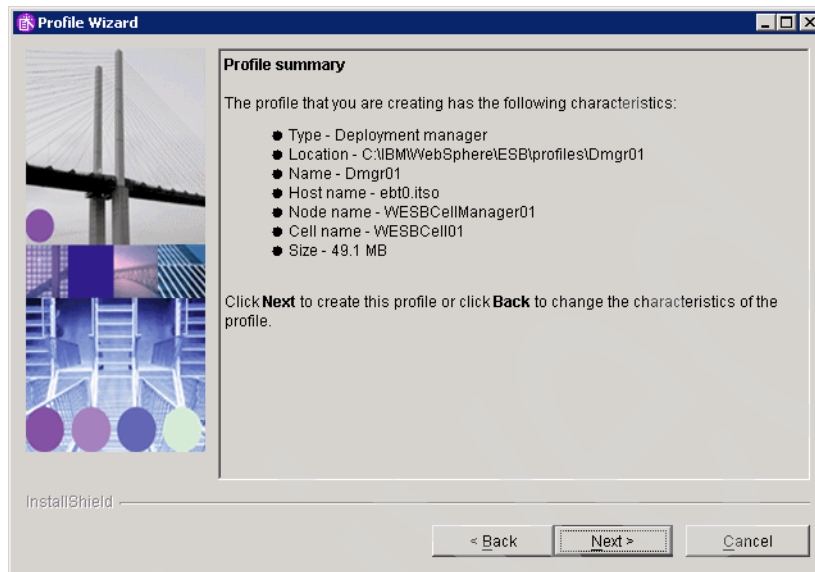 Profile Wizard
Profile summary
The profile that you are creating has the following characteristics:
● Type - Deployment manager
● Location - C:\IBM\WebSphere\ESB\profiles\Dmgr01
● Name - Dmgr01
● Host name - ebt0.itso
● Node name - WESBCellManager01
● Cell name - WESBCell01
● Size - 49.1 MB
Click Next to create this profile or click Back to change the characteristics of the
profile.
InstallShield
< Back Next > Cancel